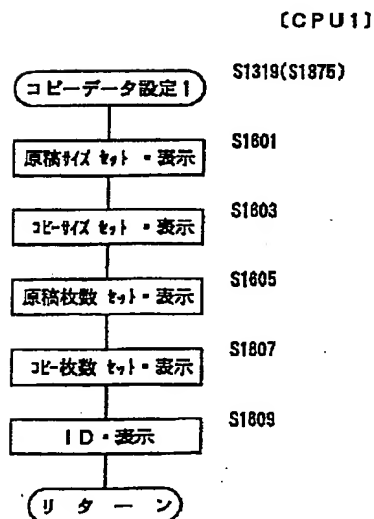 〔CPU1〕
コピーデータ設定1
S1319(S1875)
原稿サイズ セット・表示
S1601
コピーサイズ セット・表示
S1603
原稿枚数 セット・表示
S1605
コピー枚数 セット・表示
S1607
ID・表示
S1609
リターン